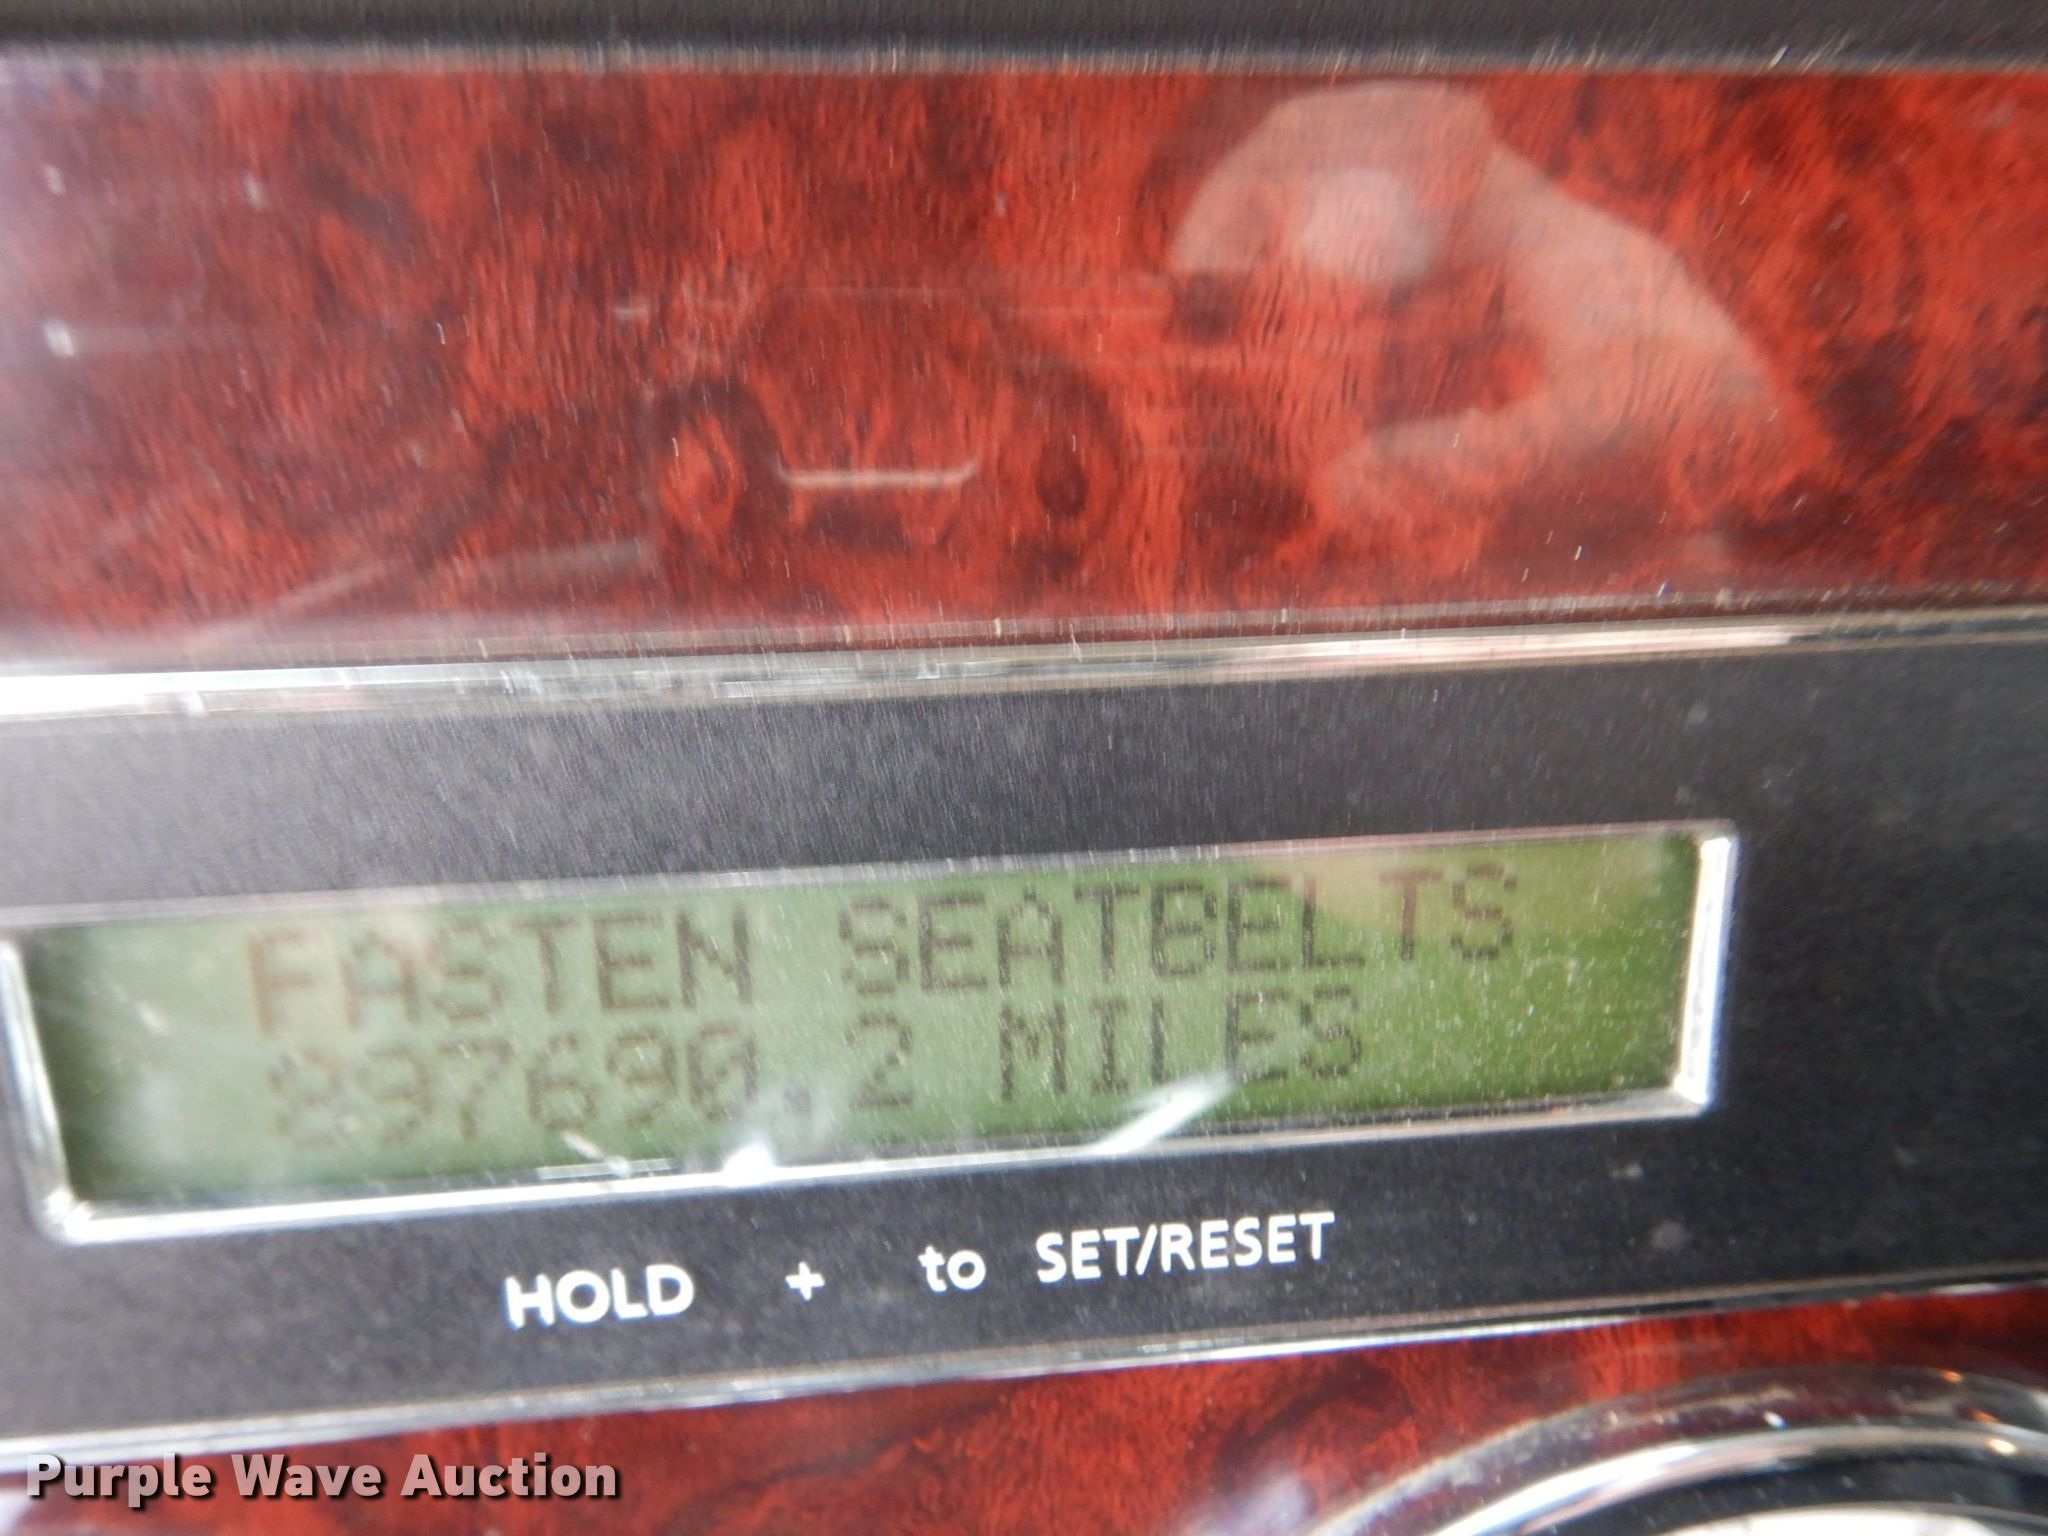 FASTEN SEATBELTS
897690.2 MILES
HOLD + to SET/RESET
Purple Wave Auction